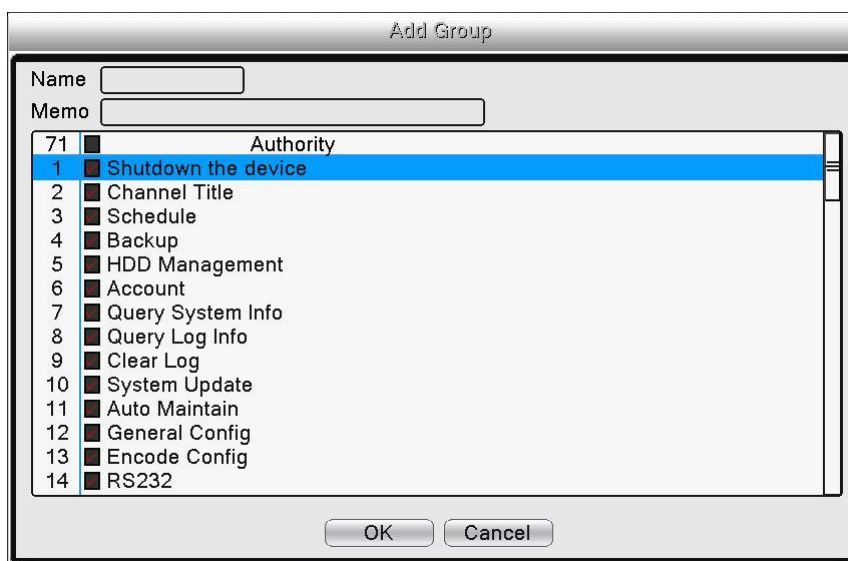 Add Group
Name
Memo
71 Authority
1 Shutdown the device
2 Channel Title
3 Schedule
4 Backup
5 HDD Management
6 Account
7 Query System Info
8 Query Log Info
9 Clear Log
10 System Update
11 Auto Maintain
12 General Config
13 Encode Config
14 RS232
OK Cancel